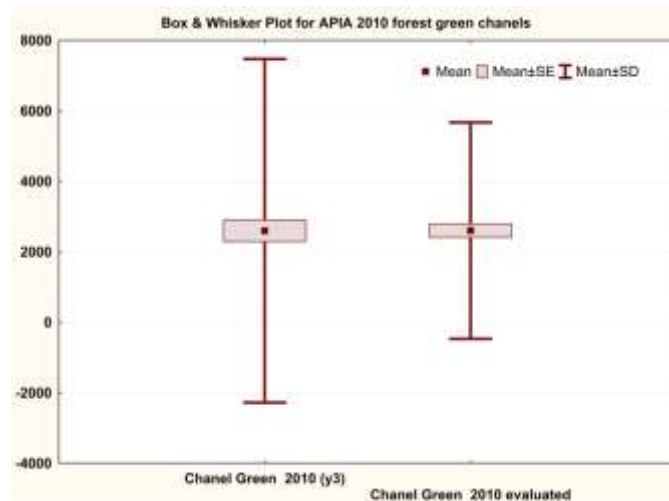 Box & Whisker Plot for APIA 2010 forest green chanels
Mean Mean±SE Mean±SD
8000
6000
4000
2000
0
-2000
-4000
Chanel Green 2010 (y3)
Chanel Green 2010 evaluated